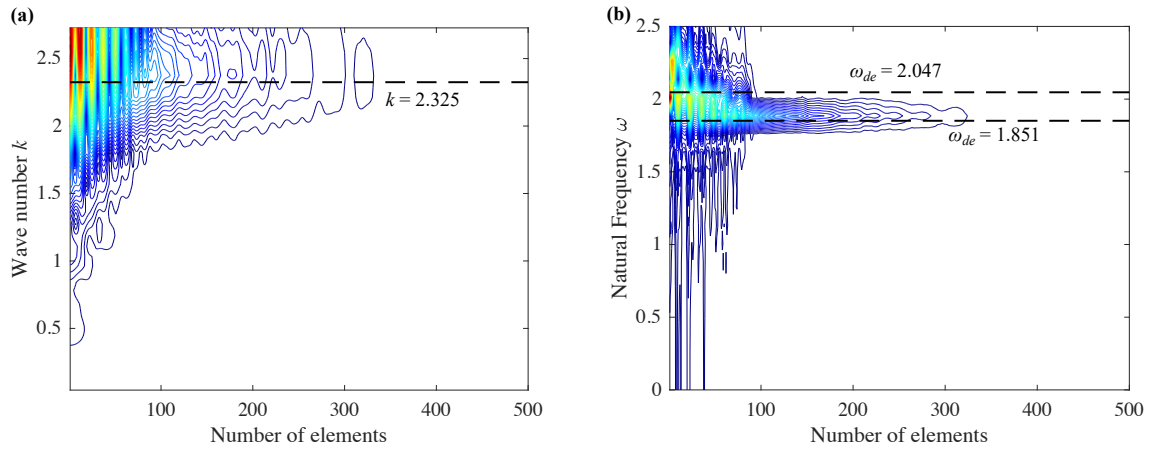 (a)
2.5
2
1.5
1
0.5
Wave number k
k = 2.325
100
200
300
400
500
Number of elements
(b)
2.5
2
1.5
1
0.5
0
Natural Frequency ω
ω_de = 2.047
ω_de = 1.851
100
200
300
400
500
Number of elements